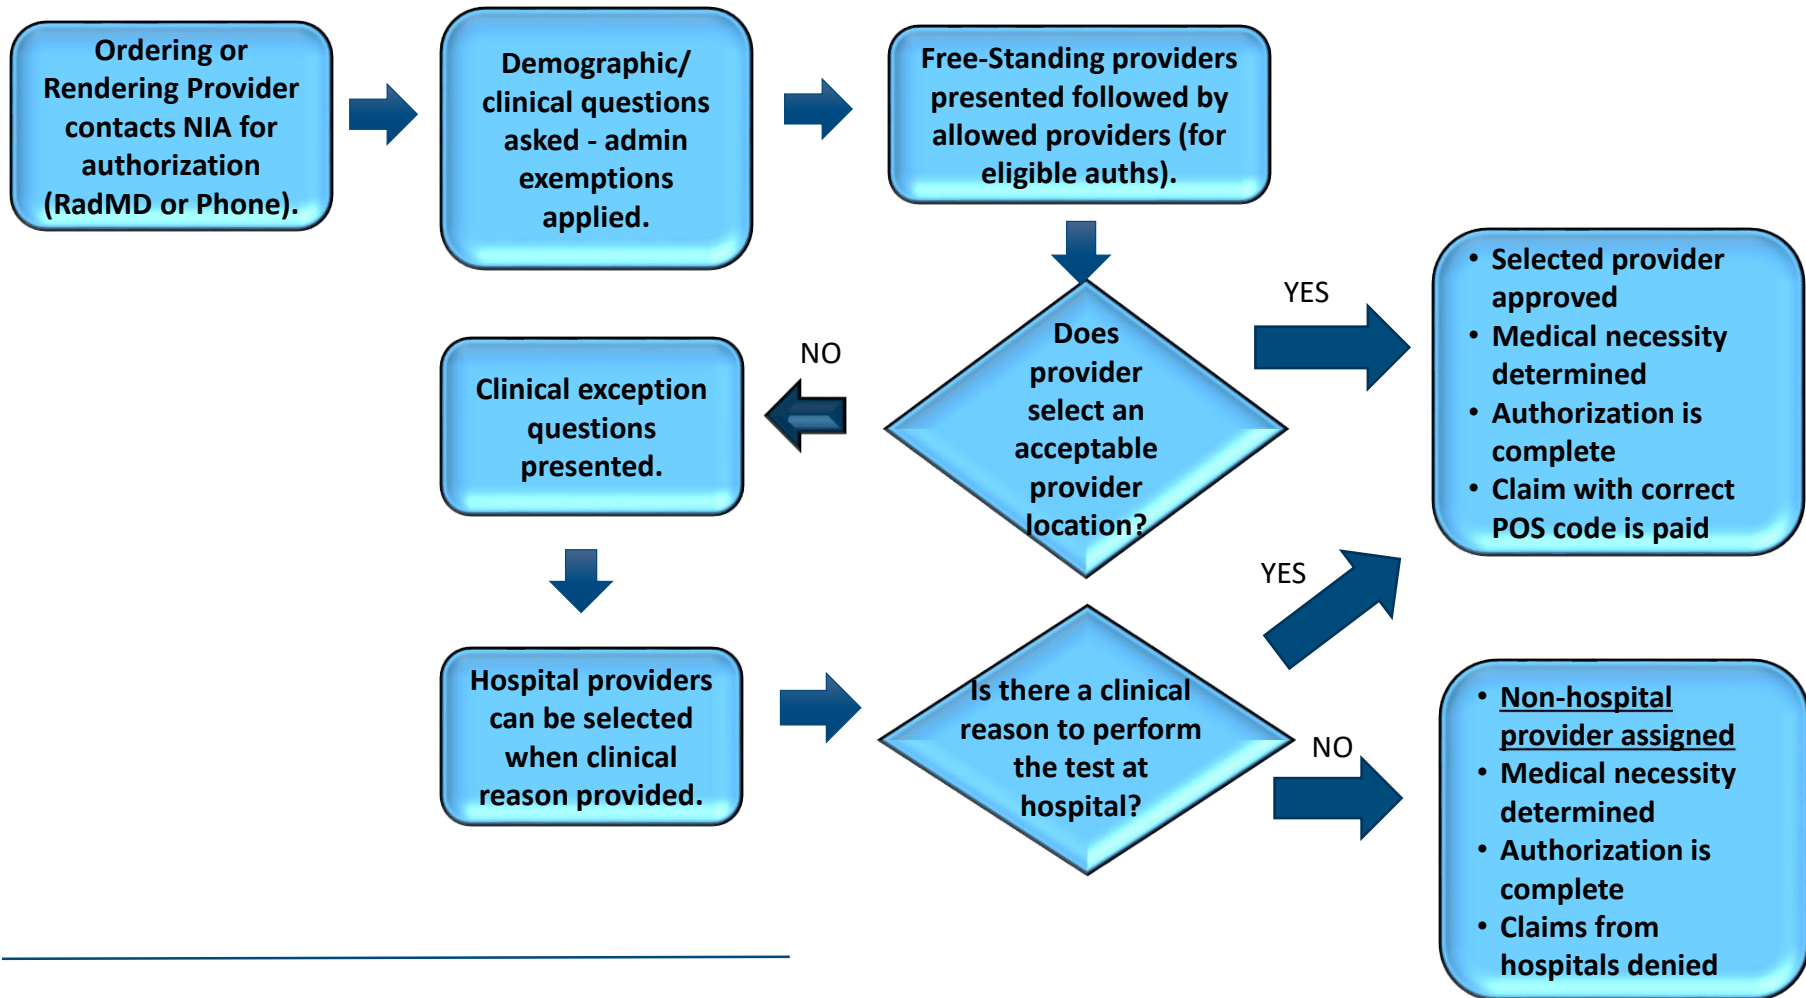 Ordering or
Rendering Provider
contacts NIA for
authorization
(RadMD or Phone).
Demographic/
clinical questions
asked - admin
exemptions
applied.
Free-Standing providers
presented followed by
allowed providers (for
eligible auths).
Does
provider
select an
acceptable
provider
location?
YES
• Selected provider
approved
• Medical necessity
determined
• Authorization is
complete
• Claim with correct
POS code is paid
NO
Clinical exception
questions
presented.
Hospital providers
can be selected
when clinical
reason provided.
Is there a clinical
reason to perform
the test at
hospital?
YES
NO
• Non-hospital
provider assigned
• Medical necessity
determined
• Authorization is
complete
• Claims from
hospitals denied